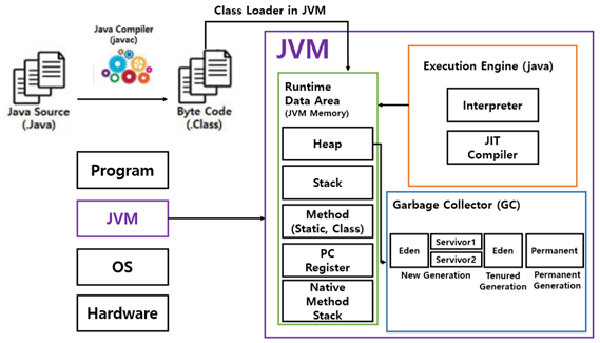 Class Loader in JVM
Java Compiler
(javac)
Java Source
(.Java)
Byte Code
(.Class)
Program
JVM
OS
Hardware
JVM
Runtime
Data Area
(JVM Memory)
Heap
Stack
Method
(Static, Class)
PC
Register
Native
Method
Stack
Execution Engine (java)
Interpreter
JIT
Compiler
Garbage Collector (GC)
Eden
Servivor1
Servivor2
Eden
Permanent
New Generation
Tenured
Generation
Permanent
Generation